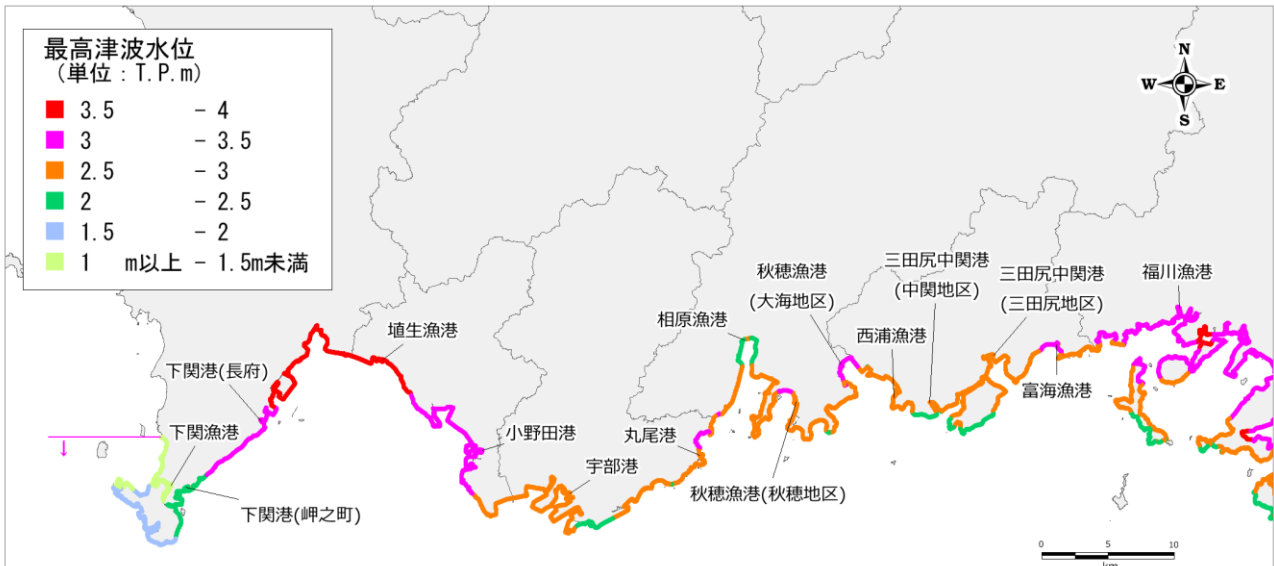 最高津波水位
(単位：T.P.m)
3.5 - 4
3 - 3.5
2.5 - 3
2 - 2.5
1.5 - 2
1 m以上 - 1.5m未満
N
W E
S
福川漁港
三田尻中関港
(三田尻地区)
三田尻中関港
(中関地区)
秋穂漁港
(大海地区)
西浦漁港
相原漁港
埴生漁港
下関港(長府)
富海漁港
下関漁港
小野田港
丸尾港
宇部港
秋穂漁港(秋穂地区)
下関港(岬之町)
0 5 10
km